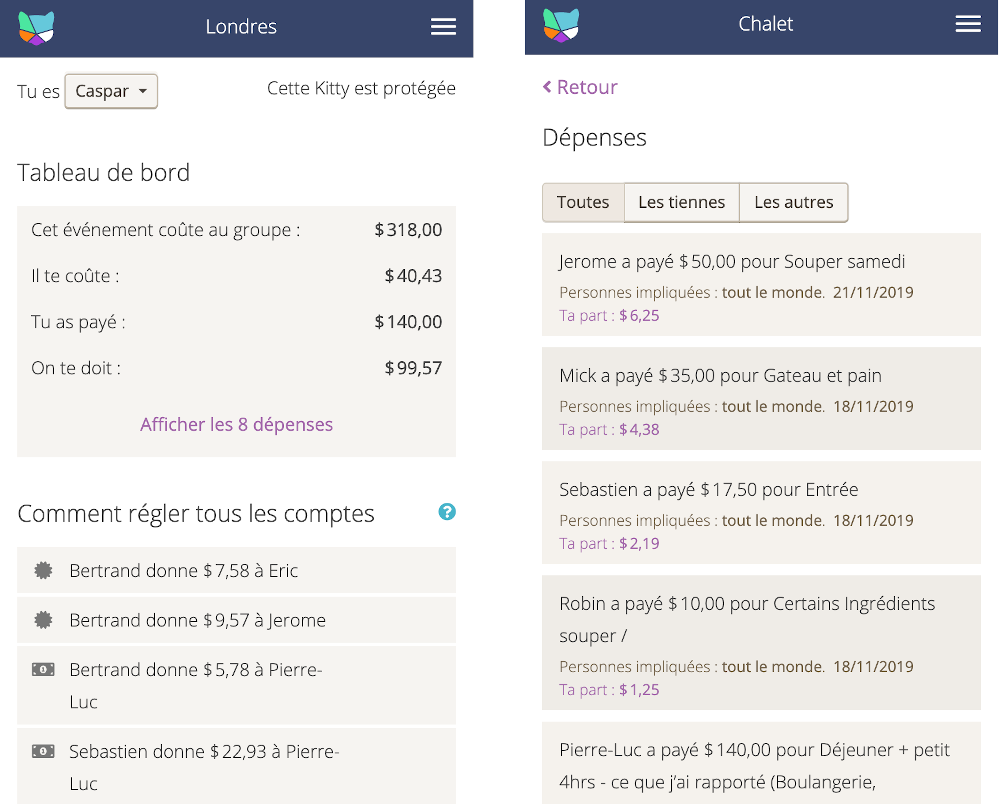 Londres
Tu es Caspar
Cette Kitty est protégée
Tableau de bord
Cet événement coûte au groupe : $318,00
Il te coûte : $40,43
Tu as payé : $140,00
On te doit : $99,57
Afficher les 8 dépenses
Comment régler tous les comptes ?
Bertrand donne $7,58 à Eric
Bertrand donne $9,57 à Jerome
Bertrand donne $5,78 à Pierre-
Luc
Sebastien donne $22,93 à Pierre-
Luc
Chalet
Retour
Dépenses
Toutes Les tiennes Les autres
Jerome a payé $50,00 pour Souper samedi
Personnes impliquées : tout le monde. 21/11/2019
Ta part : $6,25
Mick a payé $35,00 pour Gateau et pain
Personnes impliquées : tout le monde. 18/11/2019
Ta part : $4,38
Sebastien a payé $17,50 pour Entrée
Personnes impliquées : tout le monde. 18/11/2019
Ta part : $2,19
Robin a payé $10,00 pour Certains Ingrédients
souper /
Personnes impliquées : tout le monde. 18/11/2019
Ta part : $1,25
Pierre-Luc a payé $140,00 pour Déjeuner + petit
4hrs - ce que j’ai rapporté (Boulangerie,